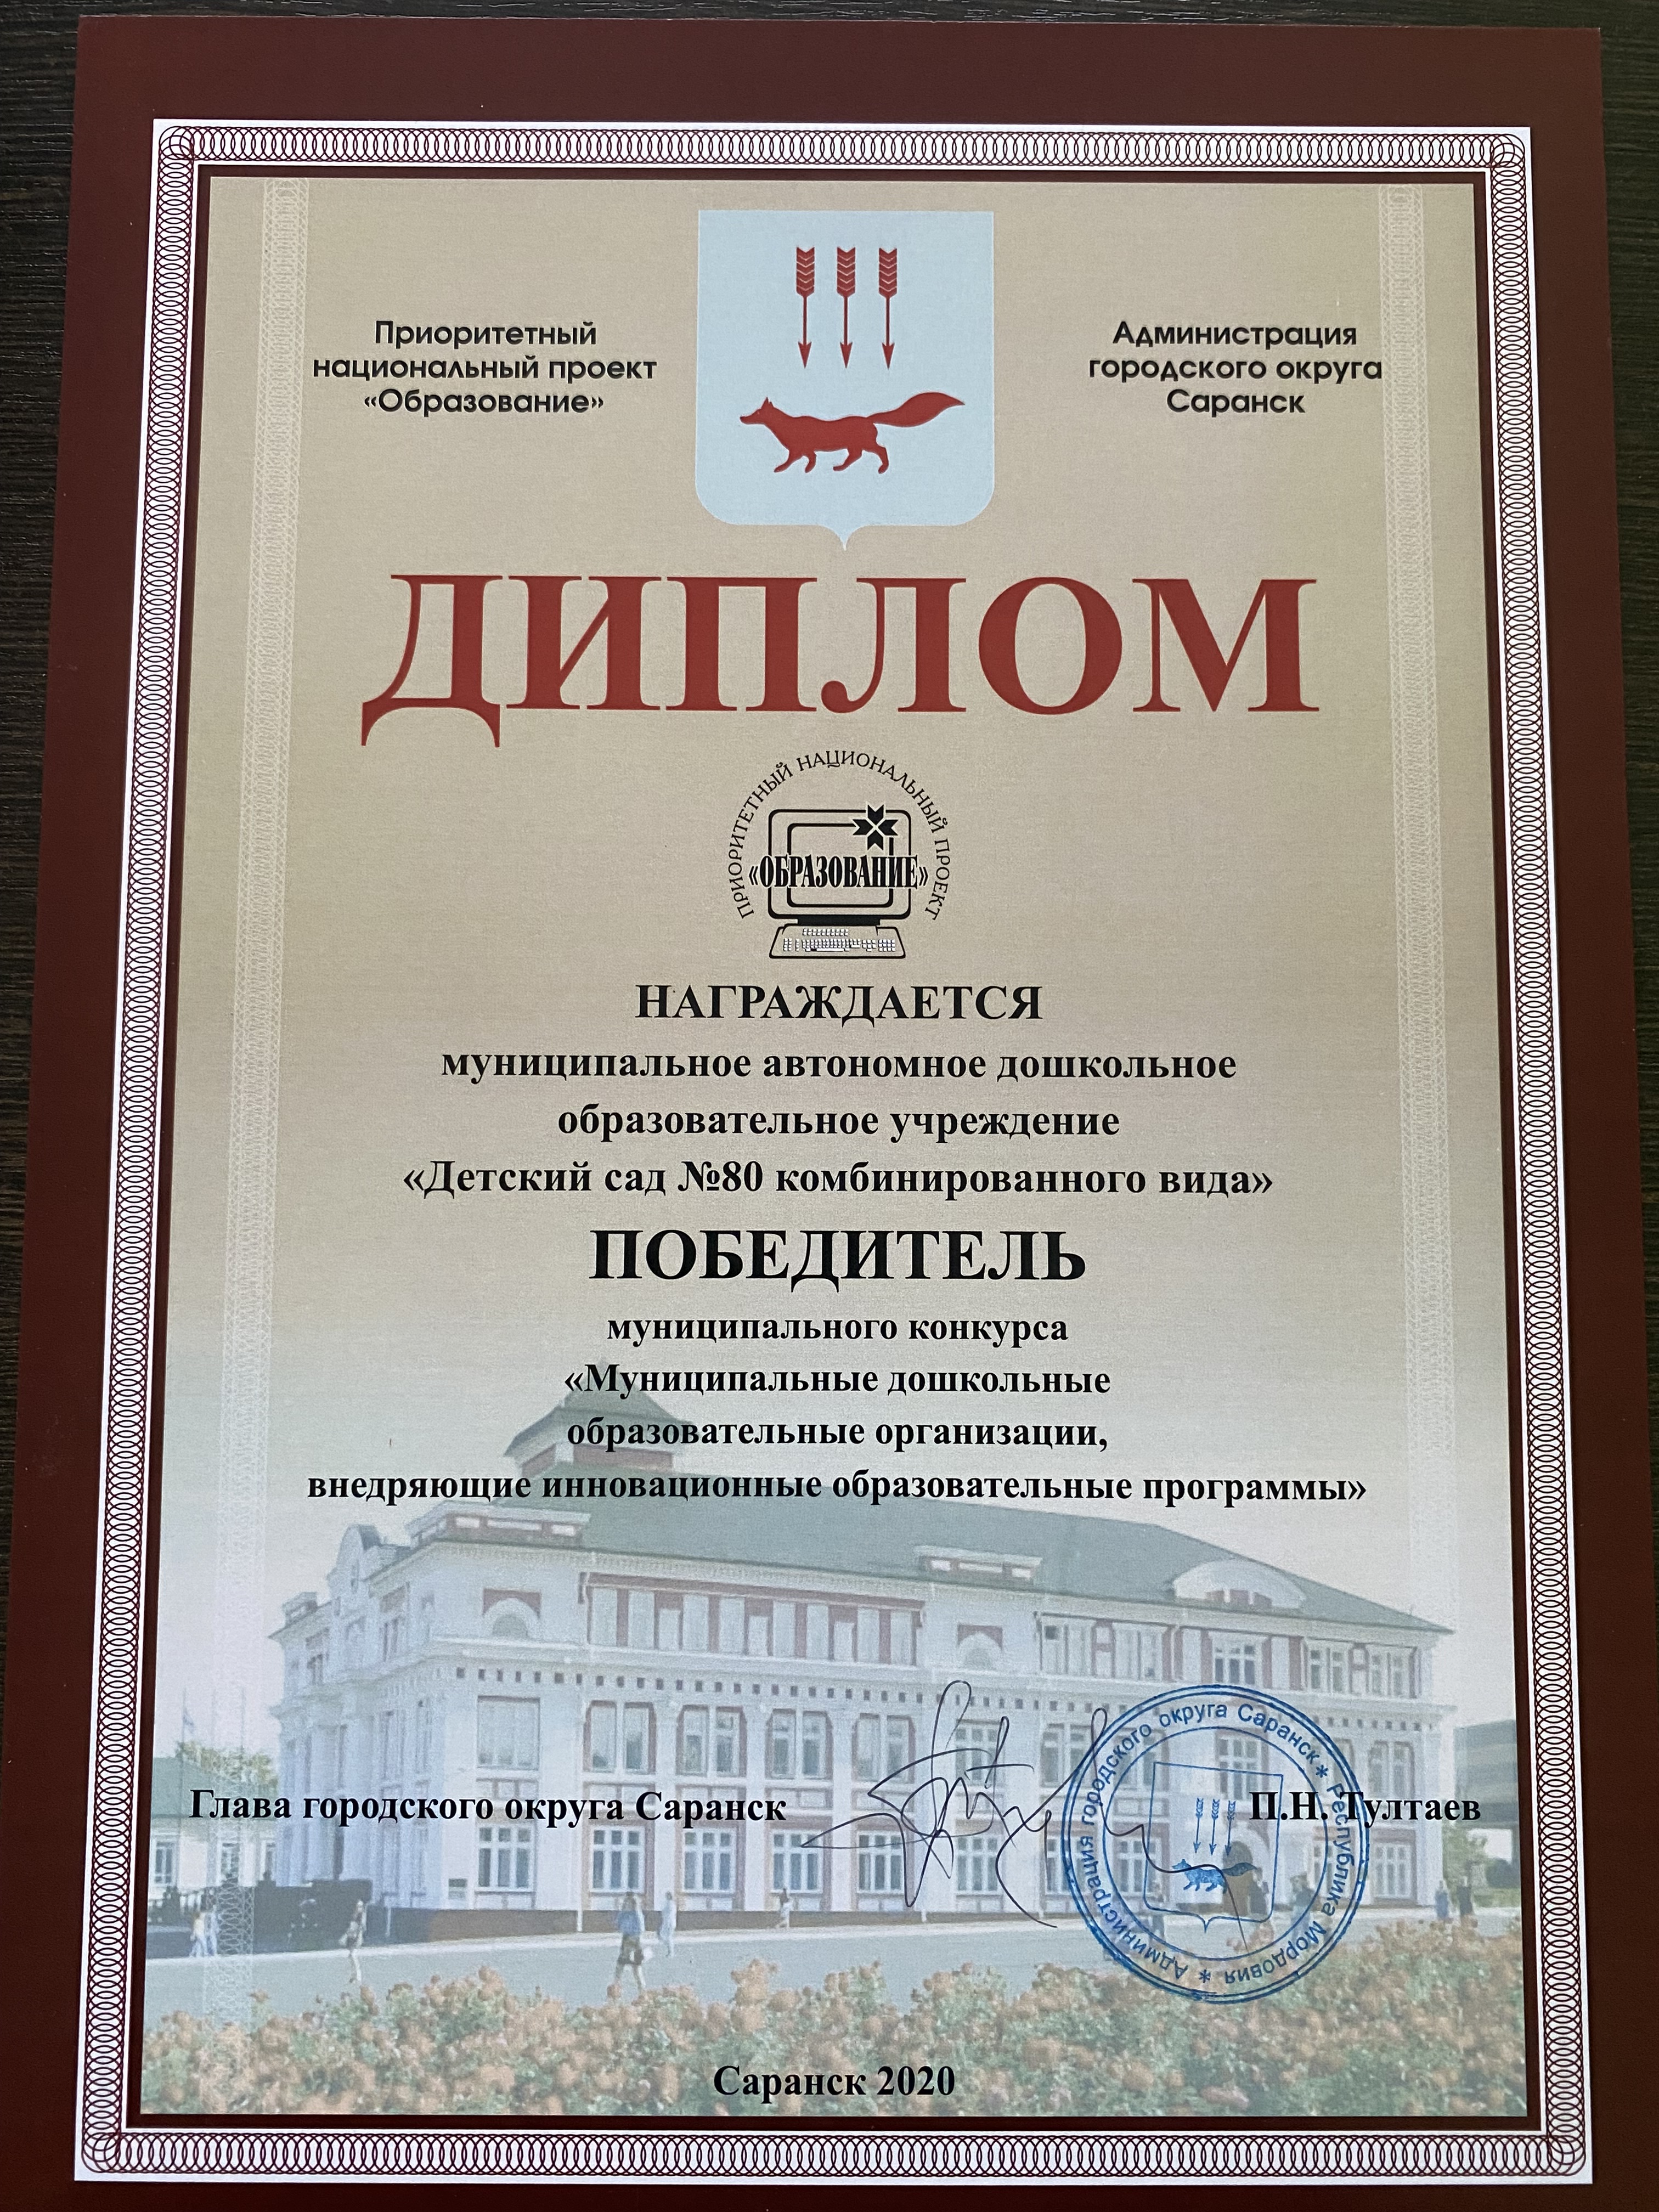 Приоритетный
национальный проект
«Образование»
Администрация
городского округа
Саранск
ДИПЛОМ
ПРИОРИТЕТНЫЙ НАЦИОНАЛЬНЫЙ ПРОЕКТ
«ОБРАЗОВАНИЕ»
НАГРАЖДАЕТСЯ
муниципальное автономное дошкольное
образовательное учреждение
«Детский сад №80 комбинированного вида»
ПОБЕДИТЕЛЬ
муниципального конкурса
«Муниципальные дошкольные
образовательные организации,
внедряющие инновационные образовательные программы»
Глава городского округа Саранск
П.Н. Тултаев
Администрация городского округа Саранск * Республика Мордовия *
Саранск 2020